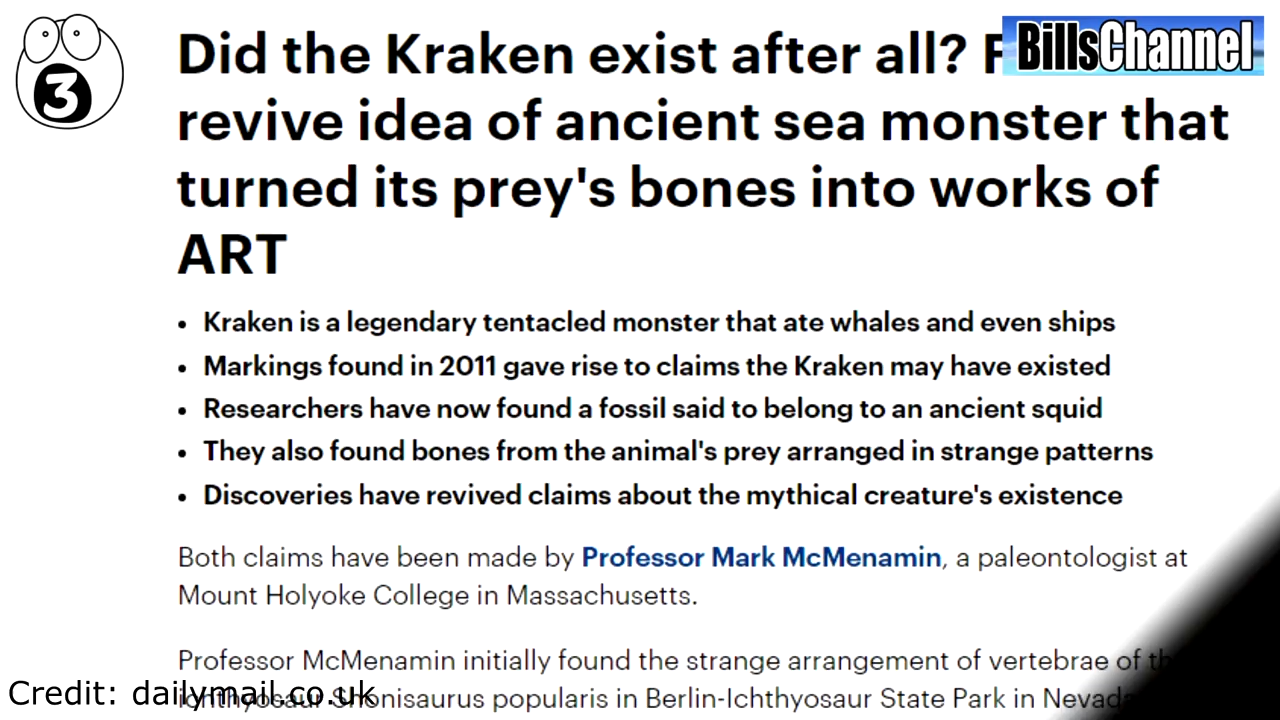 3
BillsChannel
Did the Kraken exist after all?
revive idea of ancient sea monster that
turned its prey's bones into works of
ART
• Kraken is a legendary tentacled monster that ate whales and even ships
• Markings found in 2011 gave rise to claims the Kraken may have existed
• Researchers have now found a fossil said to belong to an ancient squid
• They also found bones from the animal's prey arranged in strange patterns
• Discoveries have revived claims about the mythical creature's existence
Both claims have been made by Professor Mark McMenamin, a paleontologist at
Mount Holyoke College in Massachusetts.
Professor McMenamin initially found the strange arrangement of vertebrae of
ichthyosaur Shonisaurus popularis in Berlin-Ichthyosaur State Park in Nevada
Credit: dailymail.co.uk